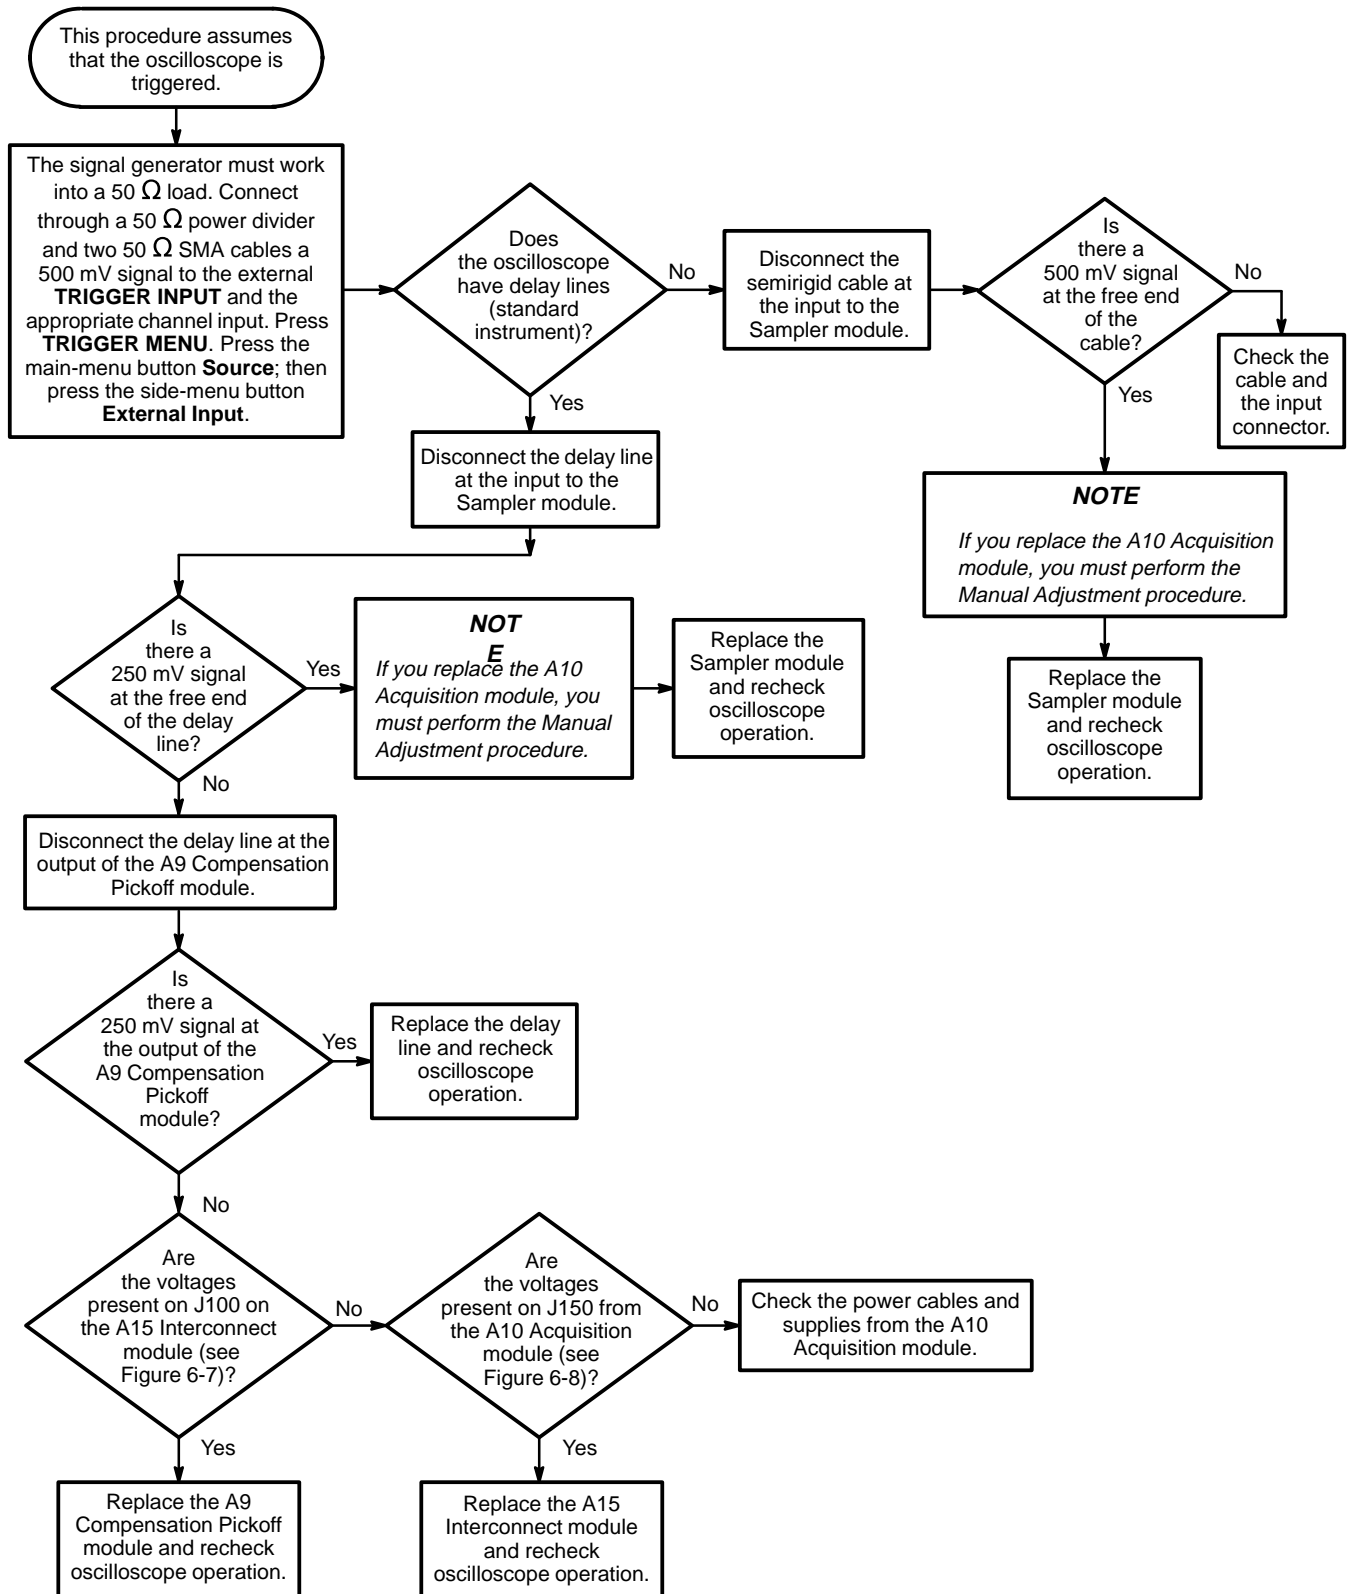 This procedure assumes
that the oscilloscope is
triggered.
The signal generator must work
into a 50 Ω load. Connect
through a 50 Ω power divider
and two 50 Ω SMA cables a
500 mV signal to the external
TRIGGER INPUT and the
appropriate channel input. Press
TRIGGER MENU. Press the
main-menu button Source; then
press the side-menu button
External Input.
Does
the oscilloscope
have delay lines
(standard
instrument)?
No
Disconnect the
semirigid cable at
the input to the
Sampler module.
Is
there a
500 mV signal
at the free end
of the
cable?
No
Check the
cable and
the input
connector.
Yes
NOTE
If you replace the A10 Acquisition
module, you must perform the
Manual Adjustment procedure.
Replace the
Sampler module
and recheck
oscilloscope
operation.
Yes
Disconnect the delay line
at the input to the
Sampler module.
Is
there a
250 mV signal
at the free end
of the delay
line?
Yes
NOT
E
If you replace the A10
Acquisition module, you
must perform the Manual
Adjustment procedure.
Replace the
Sampler module
and recheck
oscilloscope
operation.
No
Disconnect the delay line at the
output of the A9 Compensation
Pickoff module.
Is
there a
250 mV signal at
the output of the
A9 Compensation
Pickoff
module?
Yes
Replace the delay
line and recheck
oscilloscope
operation.
No
Are
the voltages
present on J100 on
the A15 Interconnect
module (see
Figure 6-7)?
No
Are
the voltages
present on J150 from
the A10 Acquisition
module (see
Figure 6-8)?
No
Check the power cables and
supplies from the A10
Acquisition module.
Yes
Replace the A9
Compensation Pickoff
module and recheck
oscilloscope operation.
Yes
Replace the A15
Interconnect module
and recheck
oscilloscope operation.